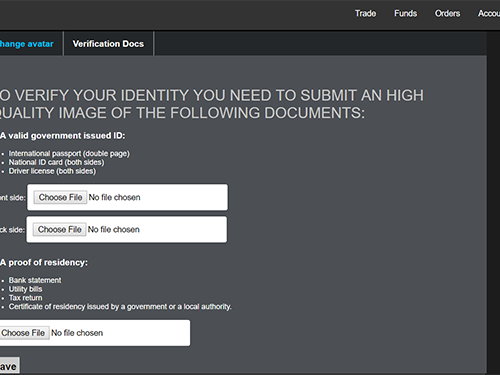 Trade Funds Orders Accou
hange avatar Verification Docs
O VERIFY YOUR IDENTITY YOU NEED TO SUBMIT AN HIGH
UALITY IMAGE OF THE FOLLOWING DOCUMENTS:
A valid government issued ID:
• International passport (double page)
• National ID card (both sides)
• Driver license (both sides)
nt side: Choose File No file chosen
ck side: Choose File No file chosen
A proof of residency:
• Bank statement
• Utility bills
• Tax return
• Certificate of residency issued by a government or a local authority.
Choose File No file chosen
ave